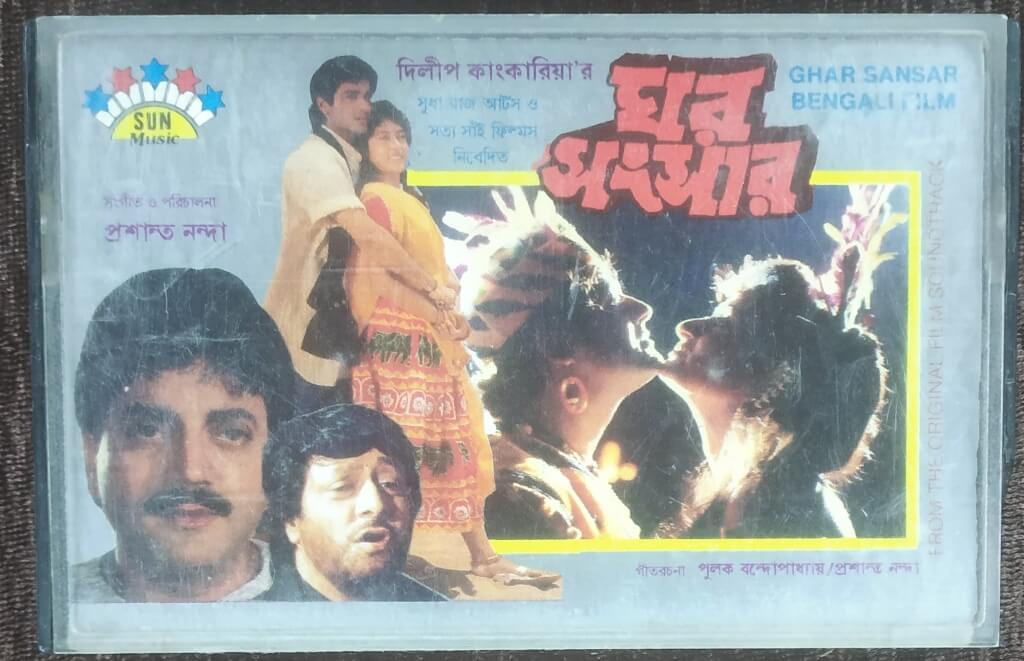 SUN
Music
দিলীপ কাংকারিয়া'র
সুধা রাজ আর্টস ও
সত্য সাঁই ফিল্মস
নিবেদিত
ঘর
সংসার
GHAR SANSAR
BENGALI FILM
সংগীত ও পরিচালনা
প্রশান্ত নন্দা
FROM THE ORIGINAL FILM SOUNDTHACK
গীতরচনা পুলক বন্দোপাধ্যায়/প্রশান্ত নন্দা